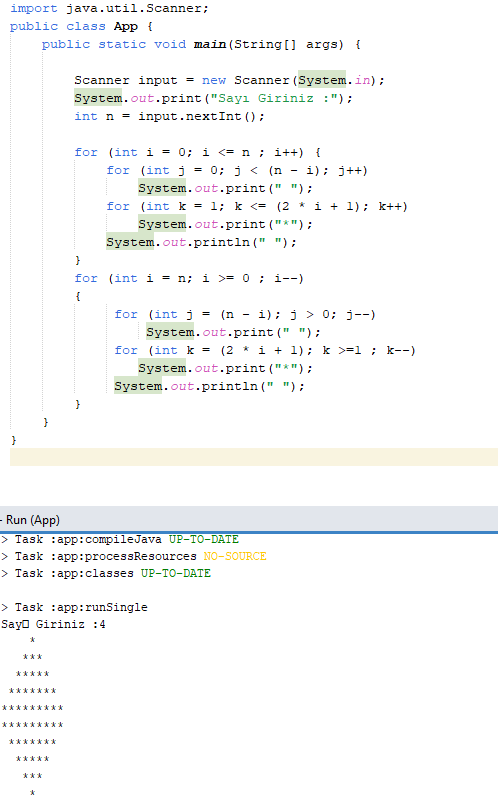 import java.util.Scanner;
public class App {
    public static void main(String[] args) {

        Scanner input = new Scanner(System.in);
        System.out.print("Sayı Giriniz :");
        int n = input.nextInt();

        for (int i = 0; i <= n ; i++) {
            for (int j = 0; j < (n - i); j++)
                System.out.print(" ");
            for (int k = 1; k <= (2 * i + 1); k++)
                System.out.print("*");
            System.out.println(" ");
        }
        for (int i = n; i >= 0 ; i--)
        {
             for (int j = (n - i); j > 0; j--)
                 System.out.print(" ");
             for (int k = (2 * i + 1); k >=1 ; k--)
                System.out.print("*");
             System.out.println(" ");
        }
    }
}
- Run (App)
> Task :app:compileJava UP-TO-DATE
> Task :app:processResources NO-SOURCE
> Task :app:classes UP-TO-DATE

> Task :app:runSingle
Say□ Giriniz :4
    *
   ***
  *****
 *******
*********
*********
 *******
  *****
   ***
    *